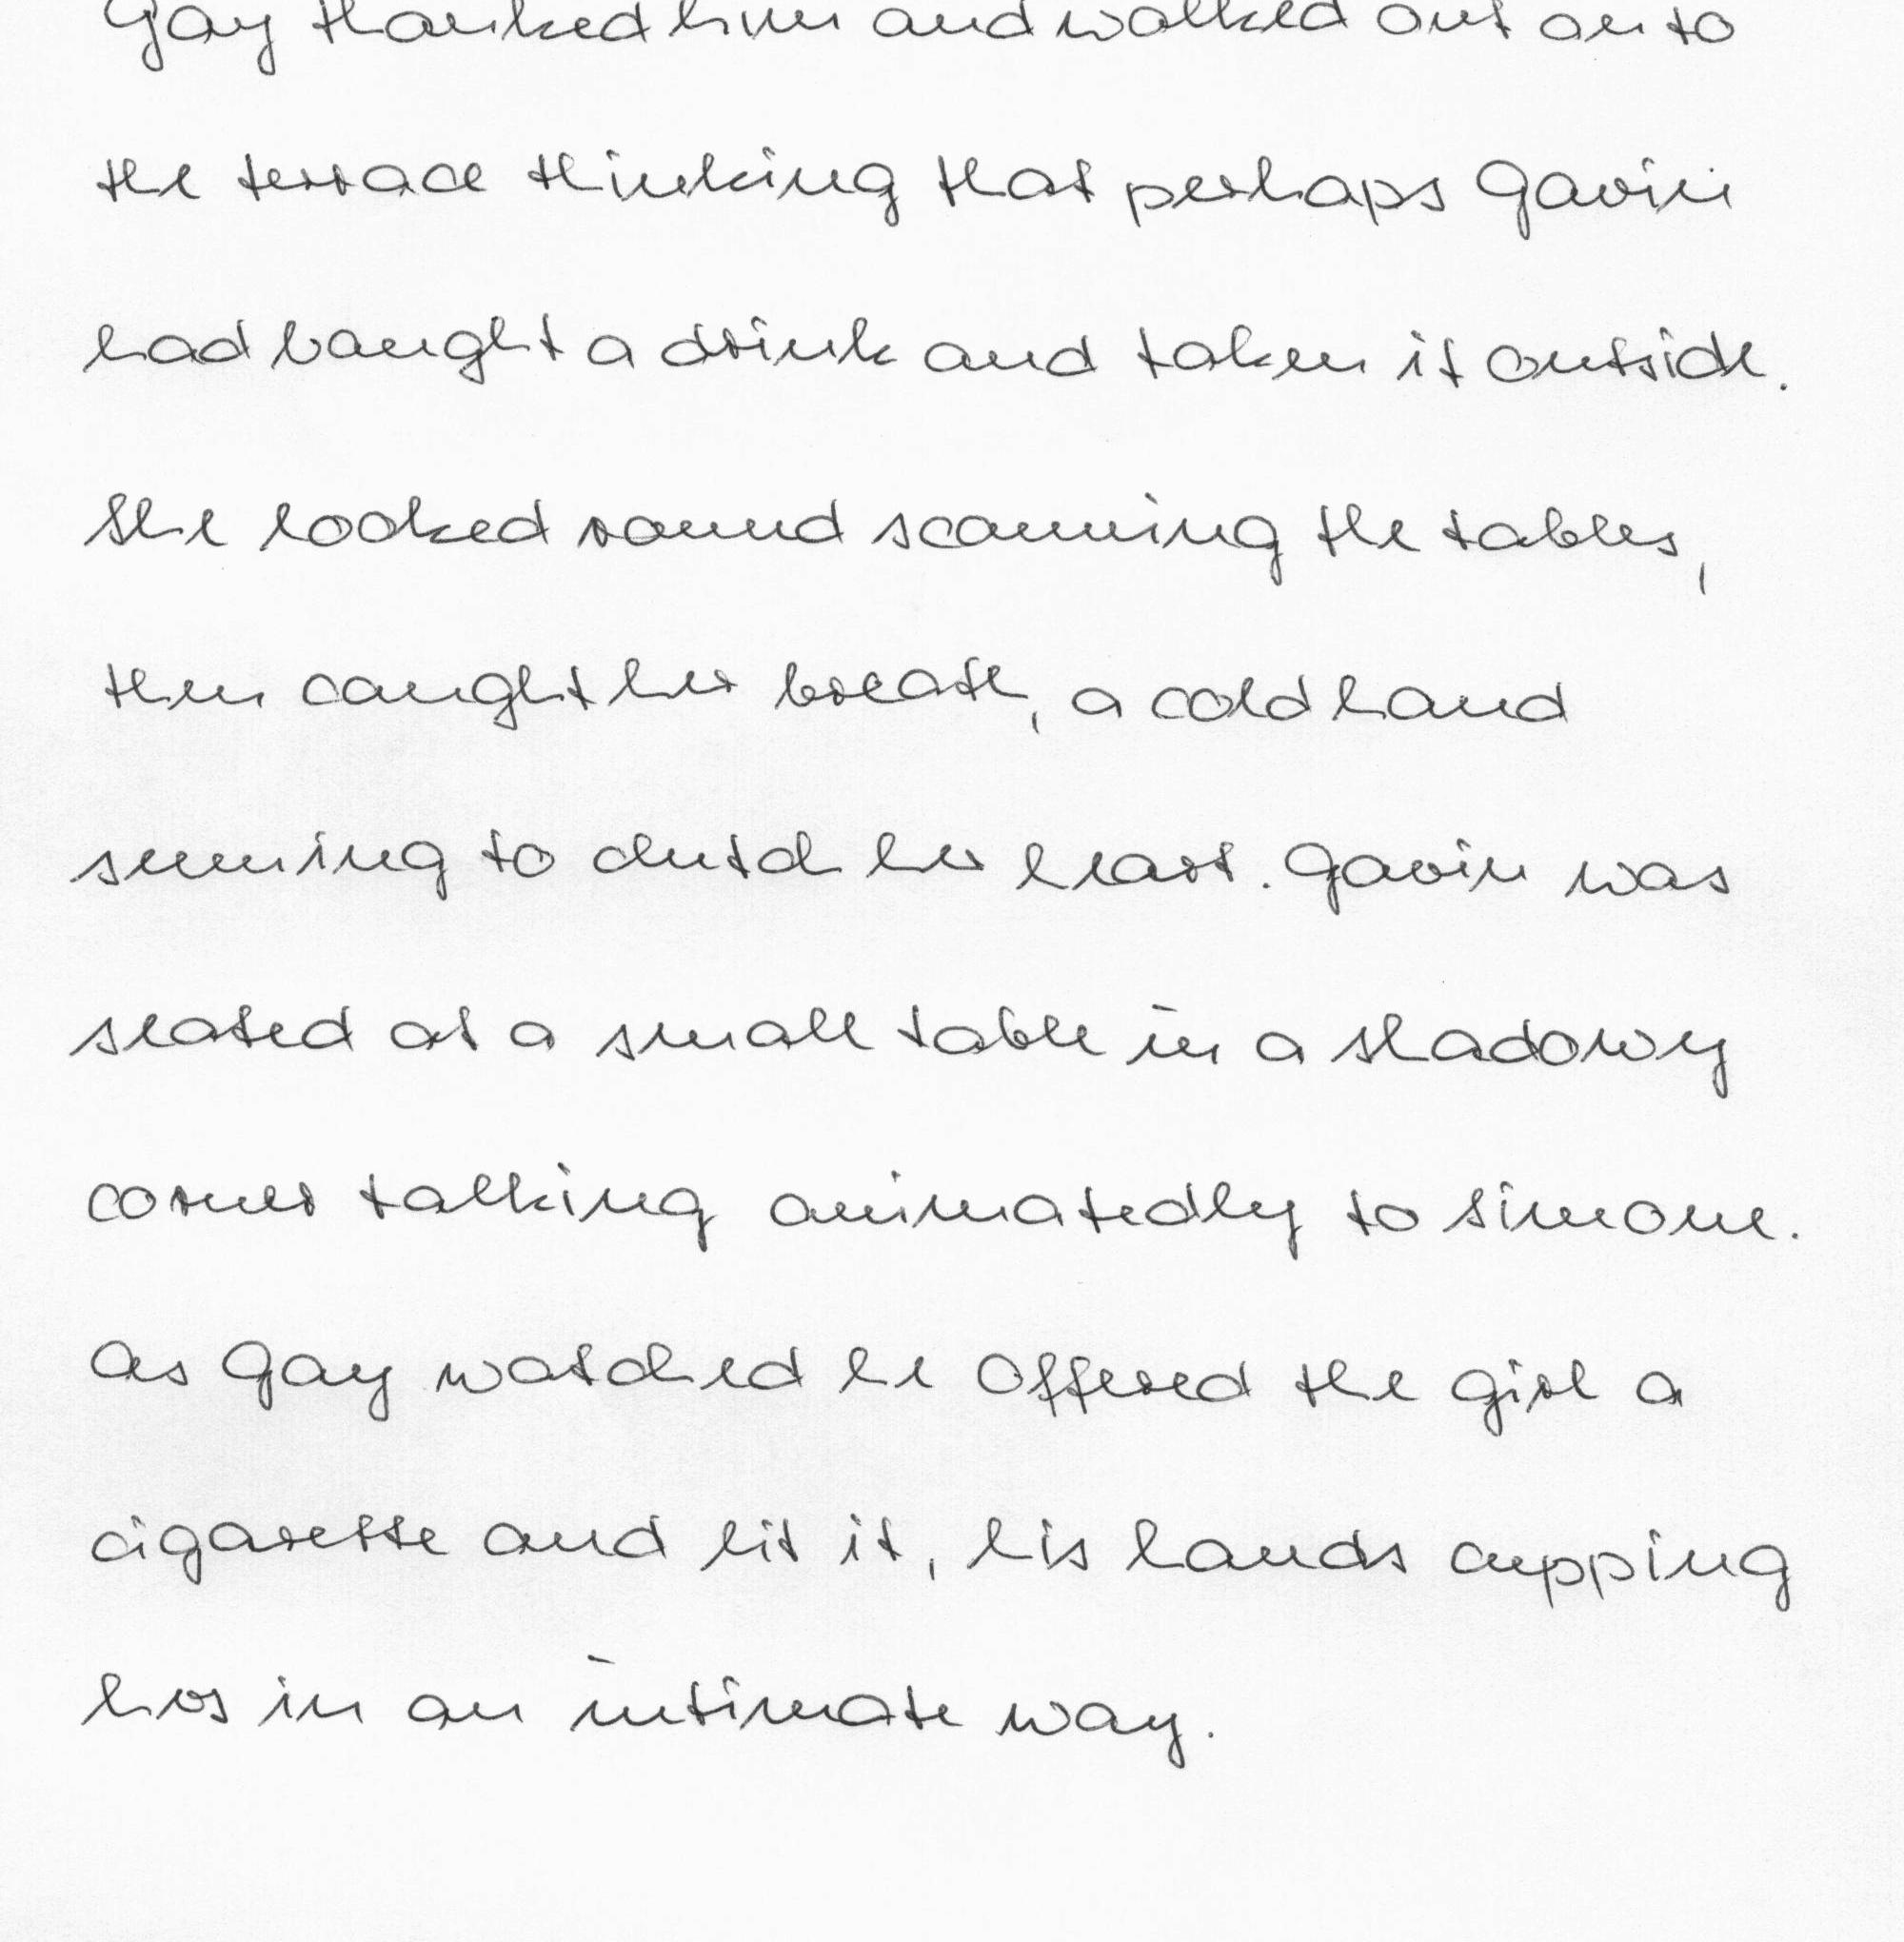 Gay thanked him and walked out on to
the terrace thinking that perhaps Gavin
had bought a drink and taken it outside.
She looked round scanning the tables,
then caught her breath, a cold hand
seeming to clutch her heart. Gavin was
seated at a small table in a shadowy
corner talking animatedly to Simone.
As Gay watched he offered the girl a
cigarette and lit it, his hands cupping
hers in an intimate way.